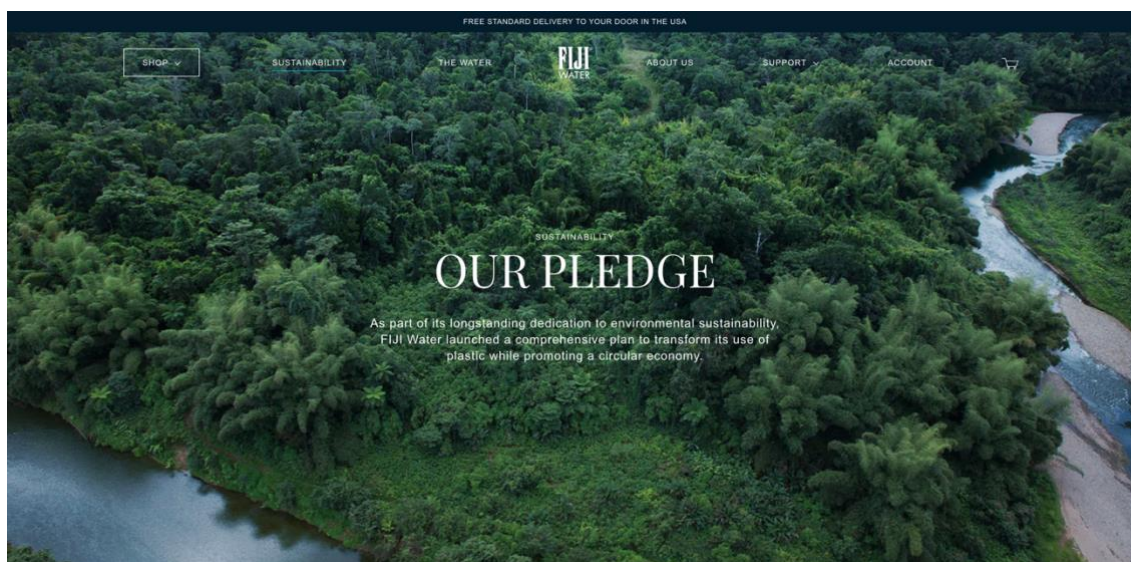 FREE STANDARD DELIVERY TO YOUR DOOR IN THE USA
SHOP SUSTAINABILITY THE WATER FIJI WATER ABOUT US SUPPORT ACCOUNT
SUSTAINABILITY
OUR PLEDGE
As part of its longstanding dedication to environmental sustainability,
FIJI Water launched a comprehensive plan to transform its use of
plastic while promoting a circular economy.